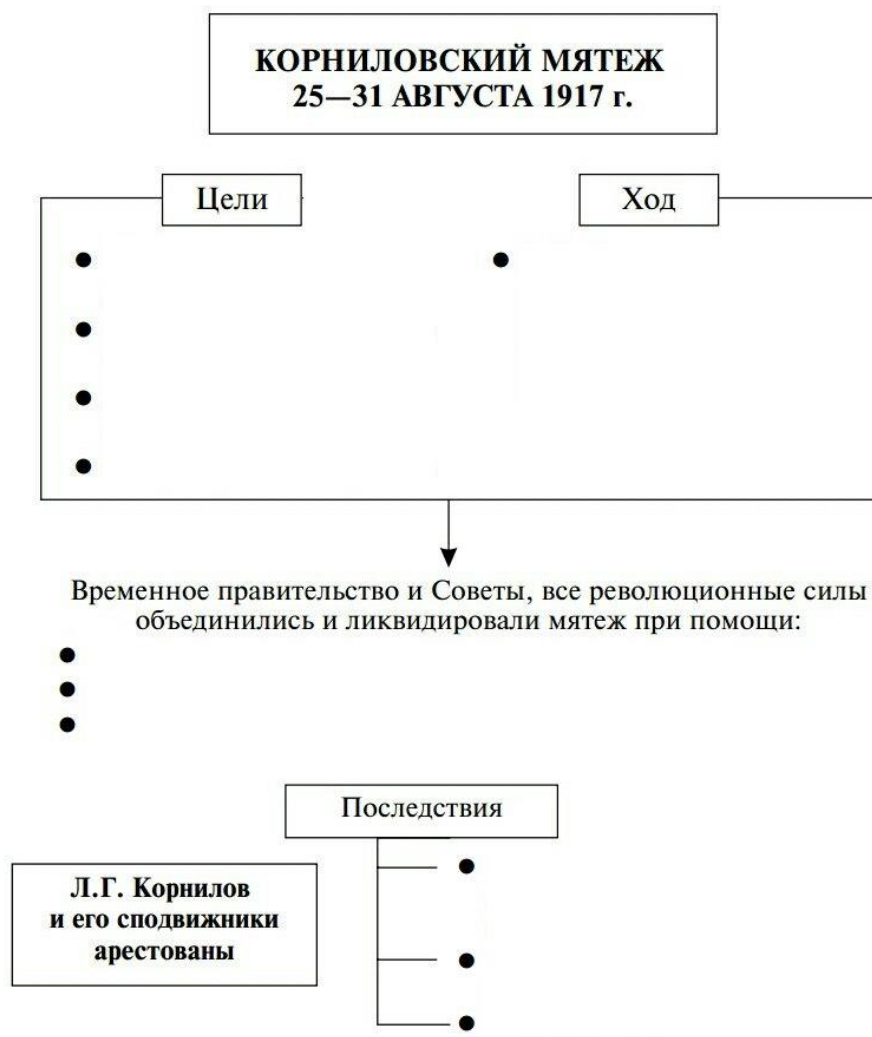 КОРНИЛОВСКИЙ МЯТЕЖ
25—31 АВГУСТА 1917 г.
Цели
Ход
Временное правительство и Советы, все революционные силы
объединились и ликвидировали мятеж при помощи:
Последствия
Л.Г. Корнилов
и его сподвижники
арестованы